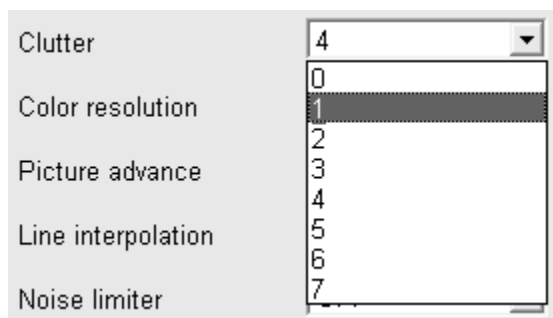 Clutter 4
0
Color resolution 1
2
Picture advance 3
4
Line interpolation 5
6
Noise limiter 7